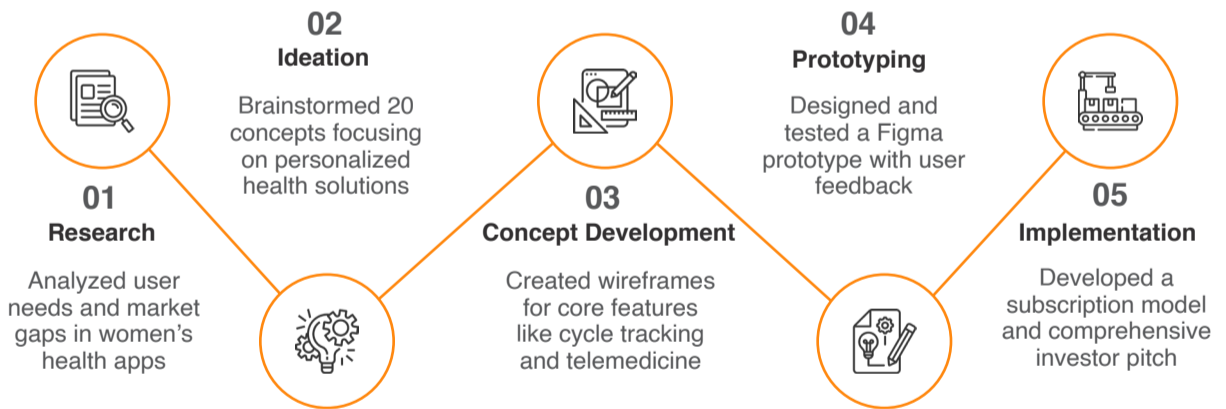 01
Research
Analyzed user
needs and market
gaps in women’s
health apps
02
Ideation
Brainstormed 20
concepts focusing
on personalized
health solutions
03
Concept Development
Created wireframes
for core features
like cycle tracking
and telemedicine
04
Prototyping
Designed and
tested a Figma
prototype with user
feedback
05
Implementation
Developed a
subscription model
and comprehensive
investor pitch